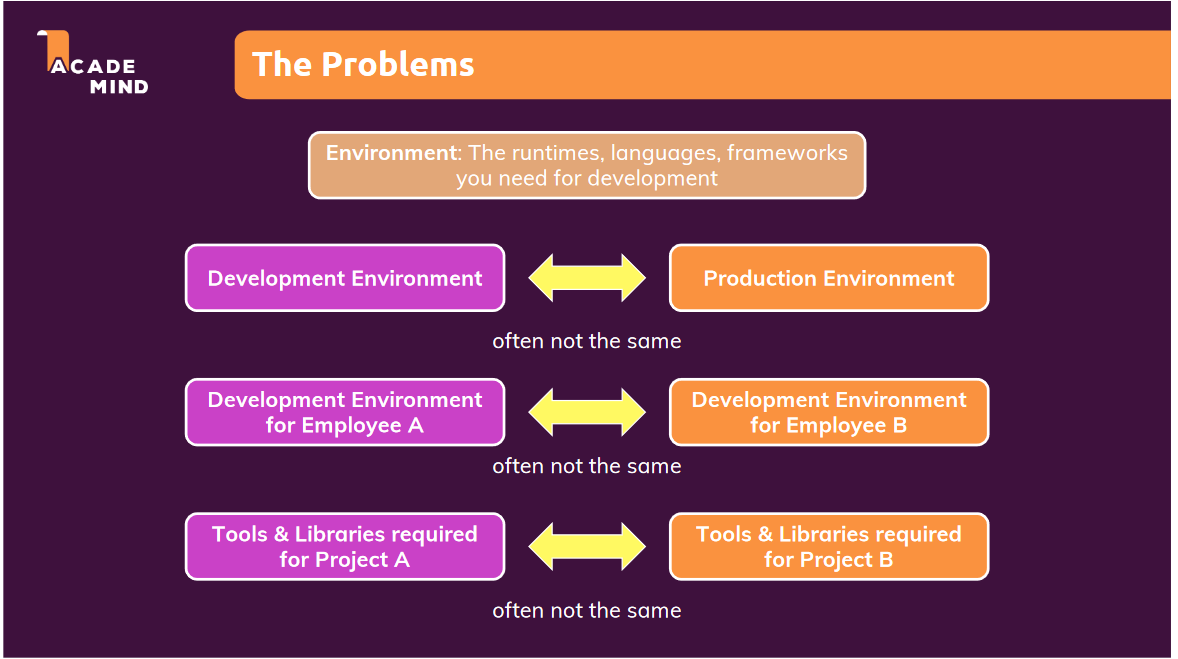 ACADE
MIND
The Problems
Environment: The runtimes, languages, frameworks
you need for development
Development Environment
Production Environment
often not the same
Development Environment
for Employee A
Development Environment
for Employee B
often not the same
Tools & Libraries required
for Project A
Tools & Libraries required
for Project B
often not the same